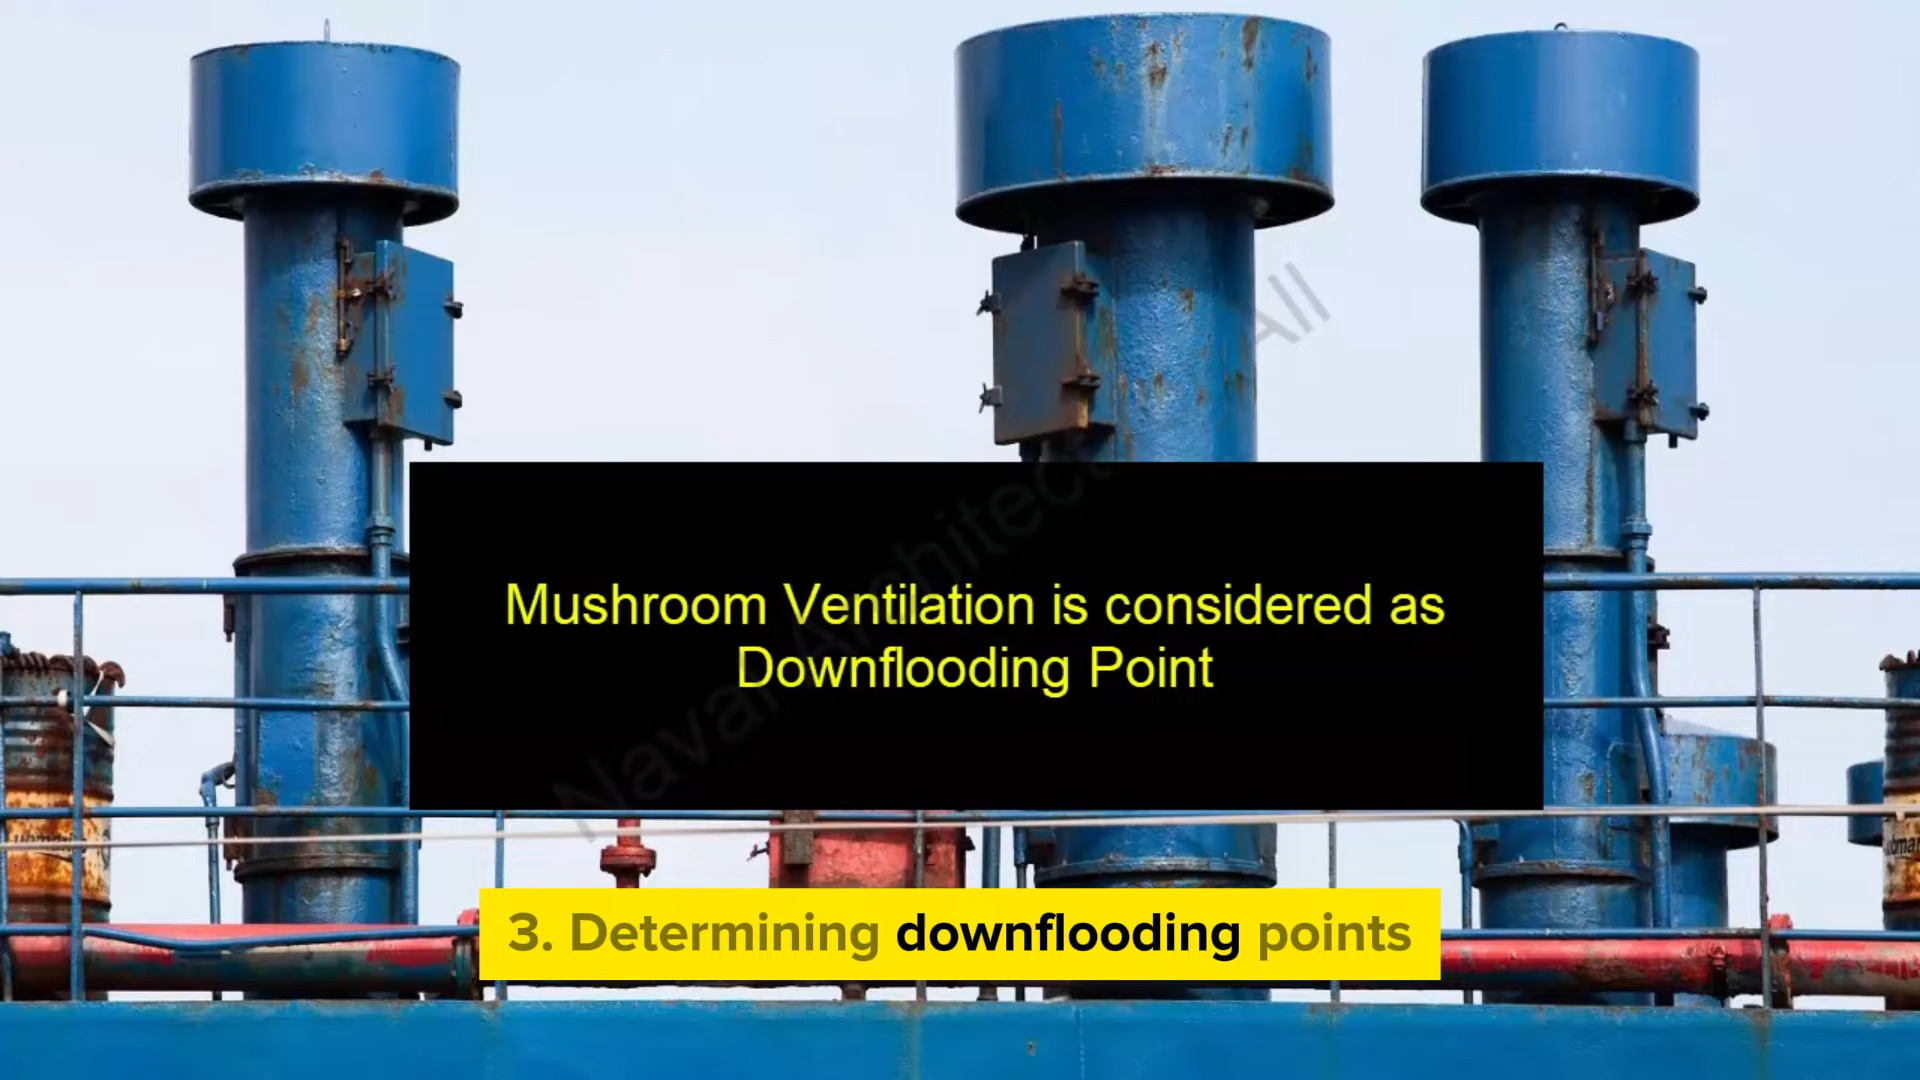 Mushroom Ventilation is considered as
Downflooding Point
3. Determining downflooding points